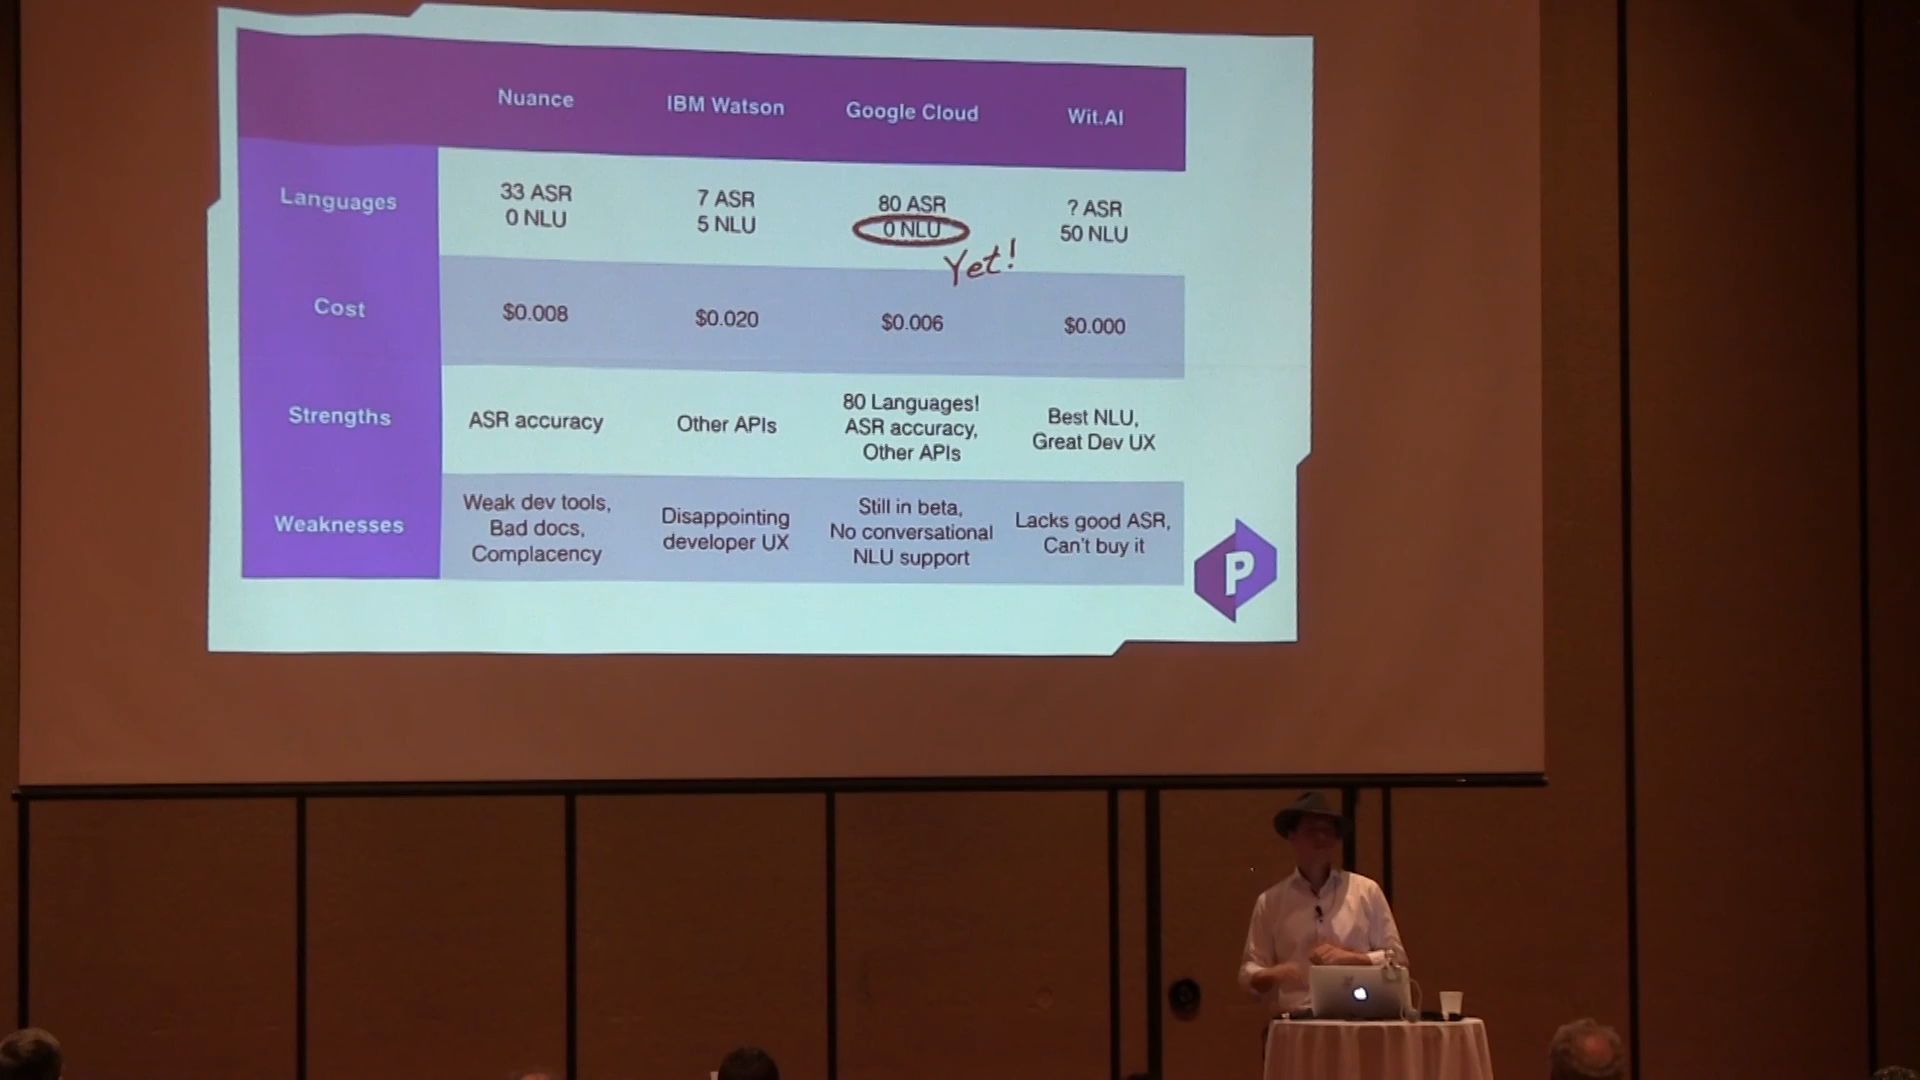 Nuance
IBM Watson
Google Cloud
Wit.AI
Languages
33 ASR
0 NLU
7 ASR
5 NLU
80 ASR
0 NLU
Yet!
? ASR
50 NLU
Cost
$0.008
$0.020
$0.006
$0.000
Strengths
ASR accuracy
Other APIs
80 Languages!
ASR accuracy,
Other APIs
Best NLU,
Great Dev UX
Weaknesses
Weak dev tools,
Bad docs,
Complacency
Disappointing
developer UX
Still in beta,
No conversational
NLU support
Lacks good ASR,
Can't buy it
P